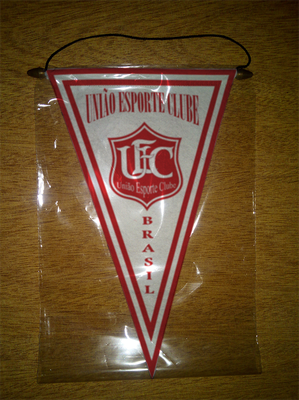 UNIÃO ESPORTE CLUBE
UEC
União Esporte Clube
BRASIL